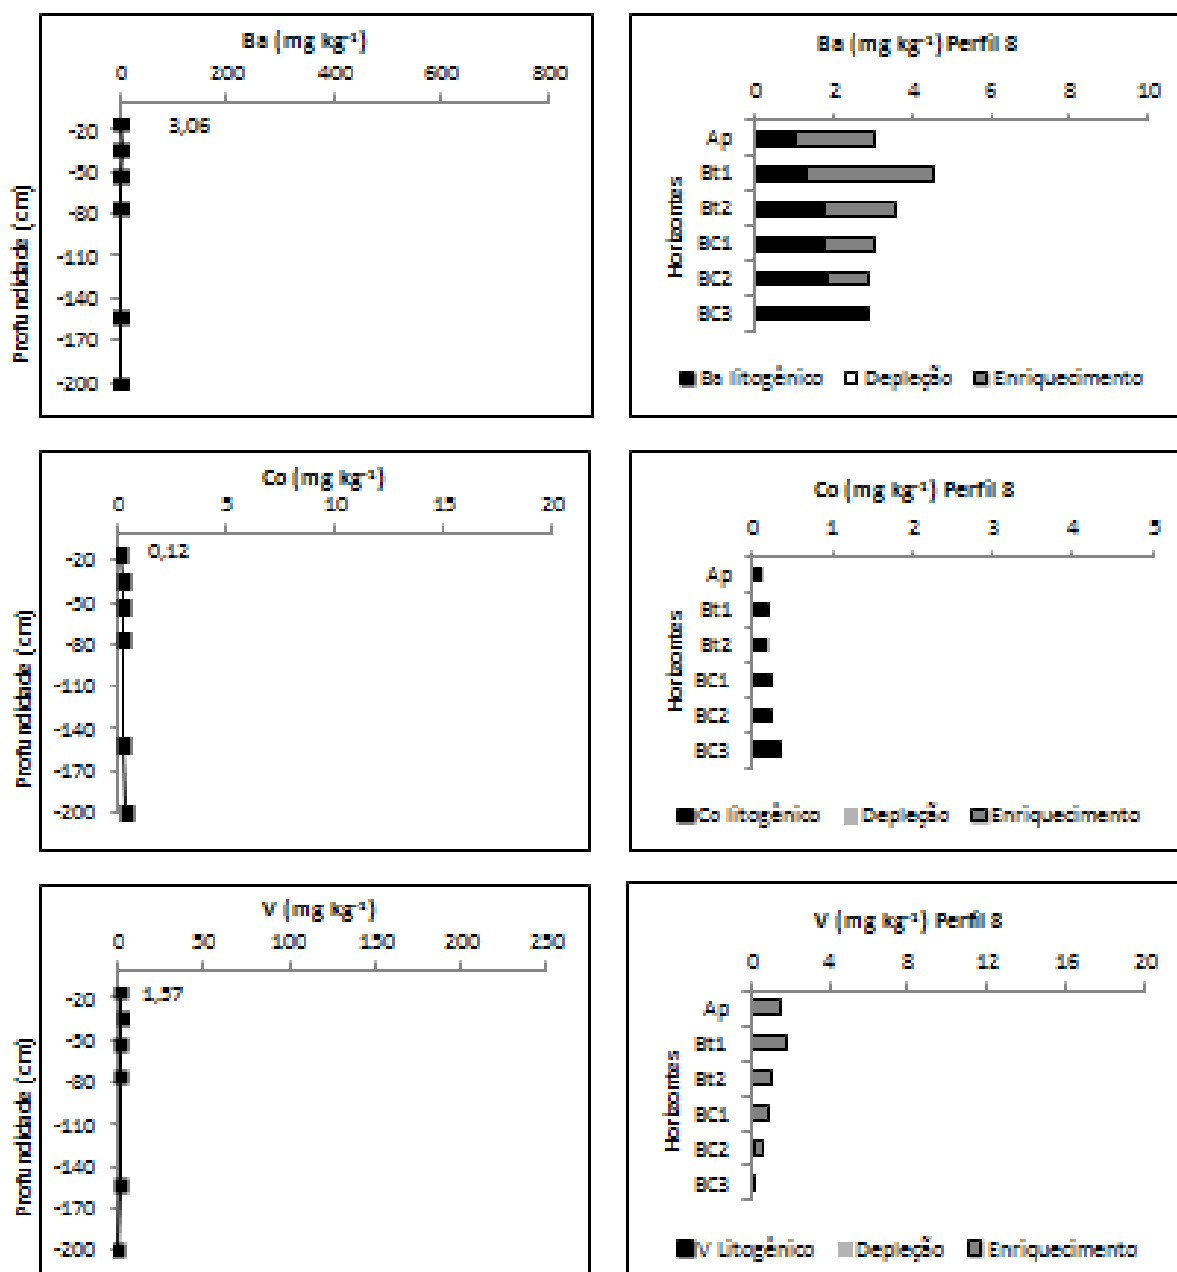 Ba (mg kg⁻¹)
0 200 400 600 800
3,06
-20
-50
-80
-110
-140
-170
-200
Profundidade (cm)
Ba (mg kg⁻¹) Perfil 8
0 2 4 6 8 10
Ap
Bt1
Bt2
BC1
BC2
BC3
Horizontes
Ba litogênico Depleção Enriquecimento
Co (mg kg⁻¹)
0 5 10 15 20
0,12
-20
-50
-80
-110
-140
-170
-200
Profundidade (cm)
Co (mg kg⁻¹) Perfil 8
0 1 2 3 4 5
Ap
Bt1
Bt2
BC1
BC2
BC3
Horizontes
Co litogênico Depleção Enriquecimento
V (mg kg⁻¹)
0 50 100 150 200 250
1,57
-20
-50
-80
-110
-140
-170
-200
Profundidade (cm)
V (mg kg⁻¹) Perfil 8
0 4 8 12 16 20
Ap
Bt1
Bt2
BC1
BC2
BC3
Horizontes
V Litogênico Depleção Enriquecimento